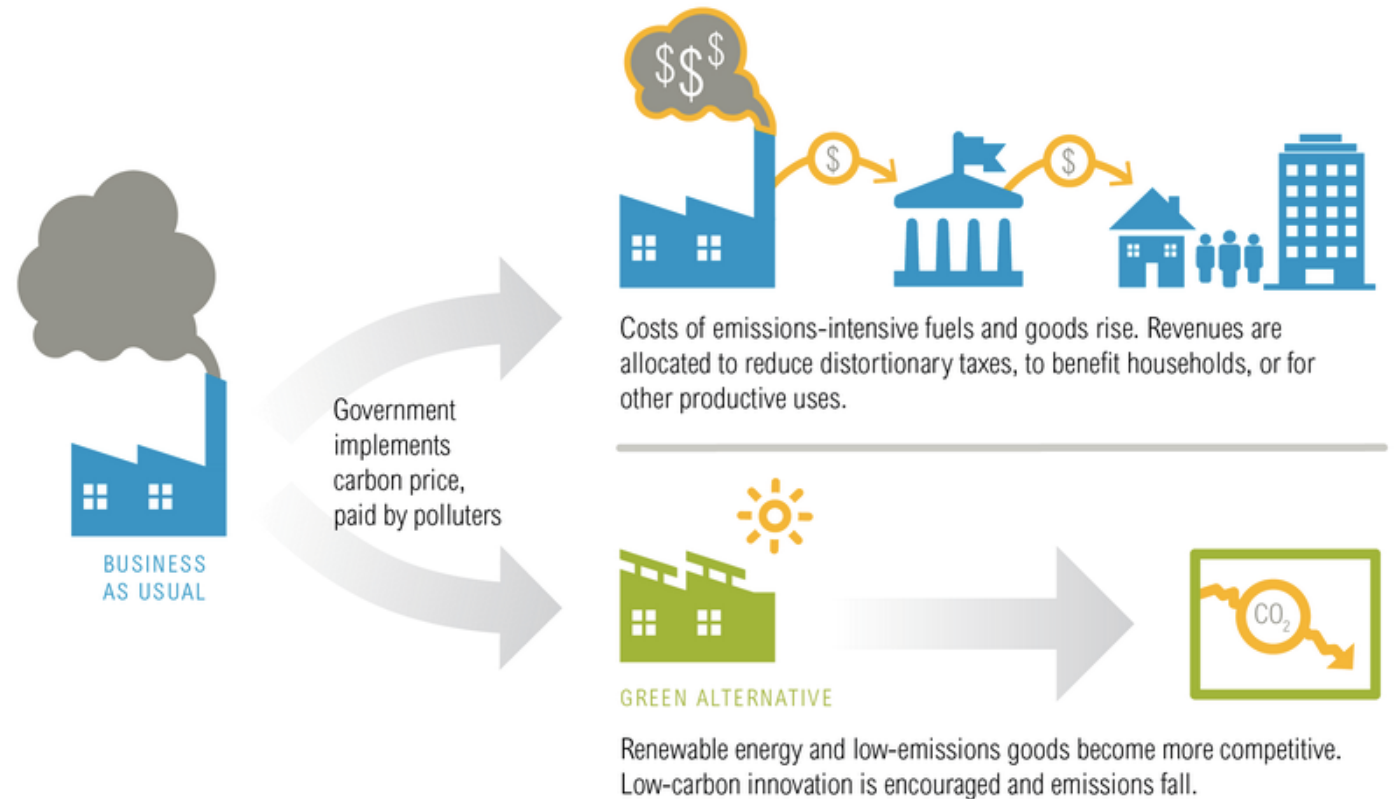 $ $ $
$
$
Costs of emissions-intensive fuels and goods rise. Revenues are
allocated to reduce distortionary taxes, to benefit households, or for
other productive uses.
Government
implements
carbon price,
paid by polluters
BUSINESS
AS USUAL
CO₂
GREEN ALTERNATIVE
Renewable energy and low-emissions goods become more competitive.
Low-carbon innovation is encouraged and emissions fall.